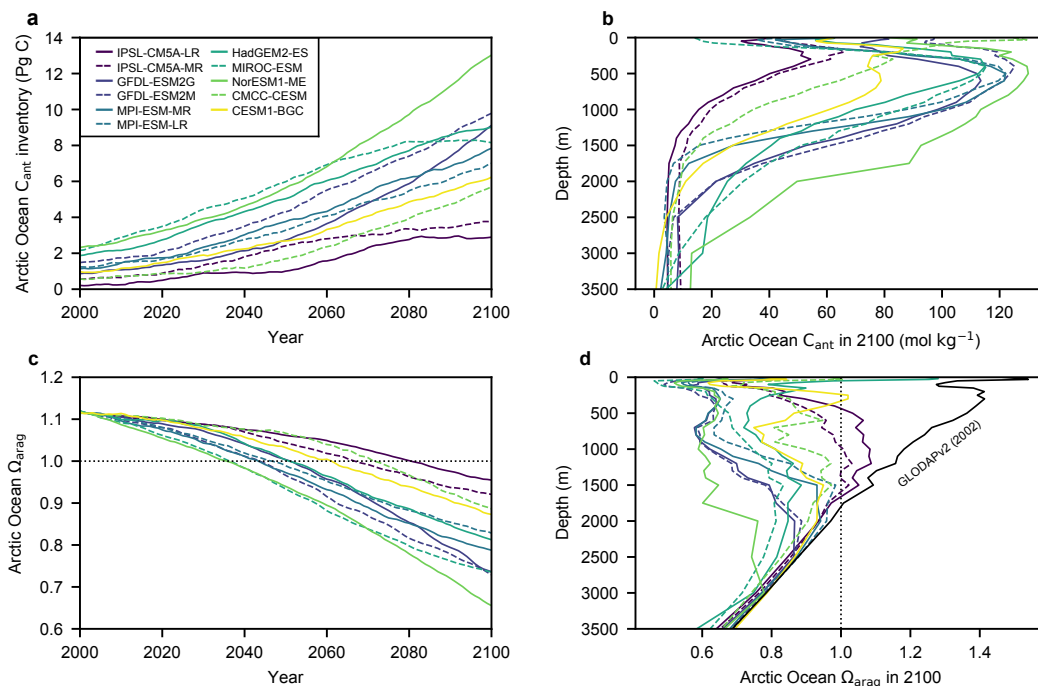 a
Arctic Ocean Cant inventory (Pg C)
14
12
10
8
6
4
2
0
IPSL-CM5A-LR
IPSL-CM5A-MR
GFDL-ESM2G
GFDL-ESM2M
MPI-ESM-MR
MPI-ESM-LR
HadGEM2-ES
MIROC-ESM
NorESM1-ME
CMCC-CESM
CESM1-BGC
2000 2020 2040 2060 2080 2100
Year
b
Depth (m)
0
500
1000
1500
2000
2500
3000
3500
0 20 40 60 80 100 120
Arctic Ocean Cant in 2100 (mol kg−1)
c
Arctic Ocean Ωarag
1.2
1.1
1.0
0.9
0.8
0.7
0.6
2000 2020 2040 2060 2080 2100
Year
d
Depth (m)
0
500
1000
1500
2000
2500
3000
3500
GLODAPv2 (2002)
0.6 0.8 1.0 1.2 1.4
Arctic Ocean Ωarag in 2100